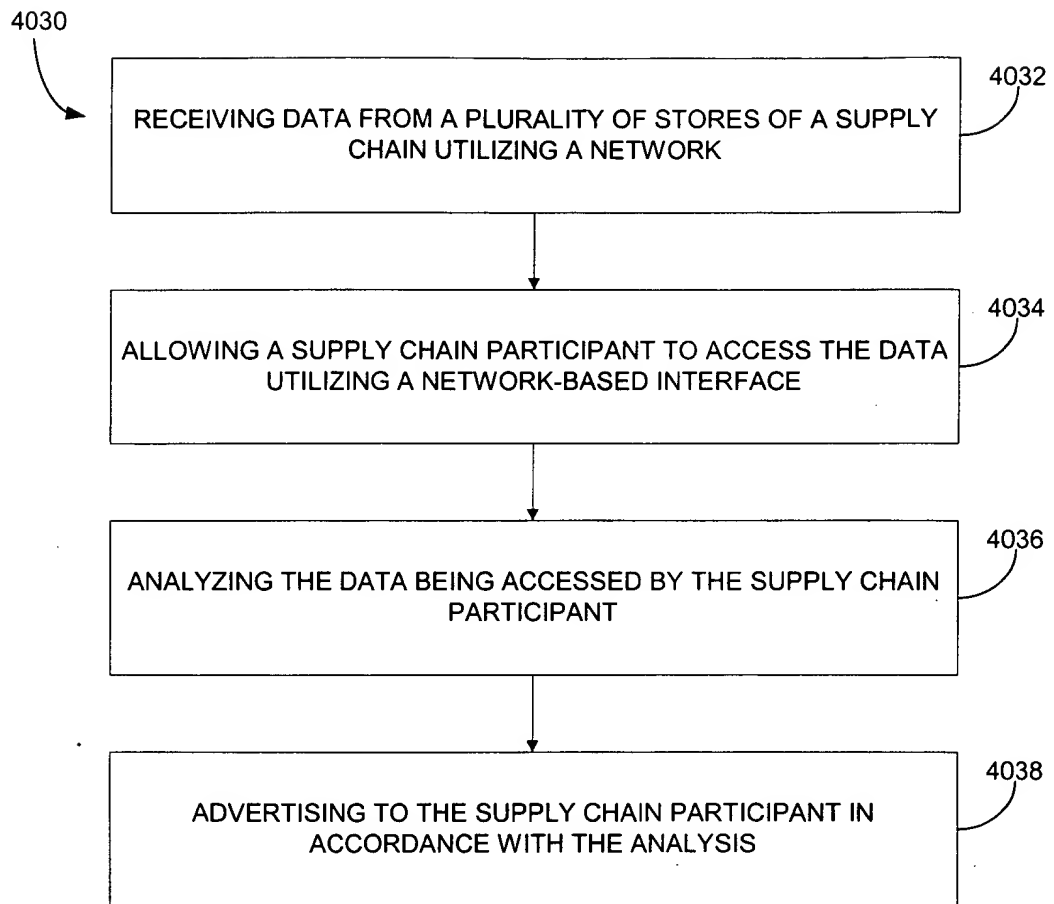 4030
4032
RECEIVING DATA FROM A PLURALITY OF STORES OF A SUPPLY
CHAIN UTILIZING A NETWORK
4034
ALLOWING A SUPPLY CHAIN PARTICIPANT TO ACCESS THE DATA
UTILIZING A NETWORK-BASED INTERFACE
4036
ANALYZING THE DATA BEING ACCESSED BY THE SUPPLY CHAIN
PARTICIPANT
4038
ADVERTISING TO THE SUPPLY CHAIN PARTICIPANT IN
ACCORDANCE WITH THE ANALYSIS